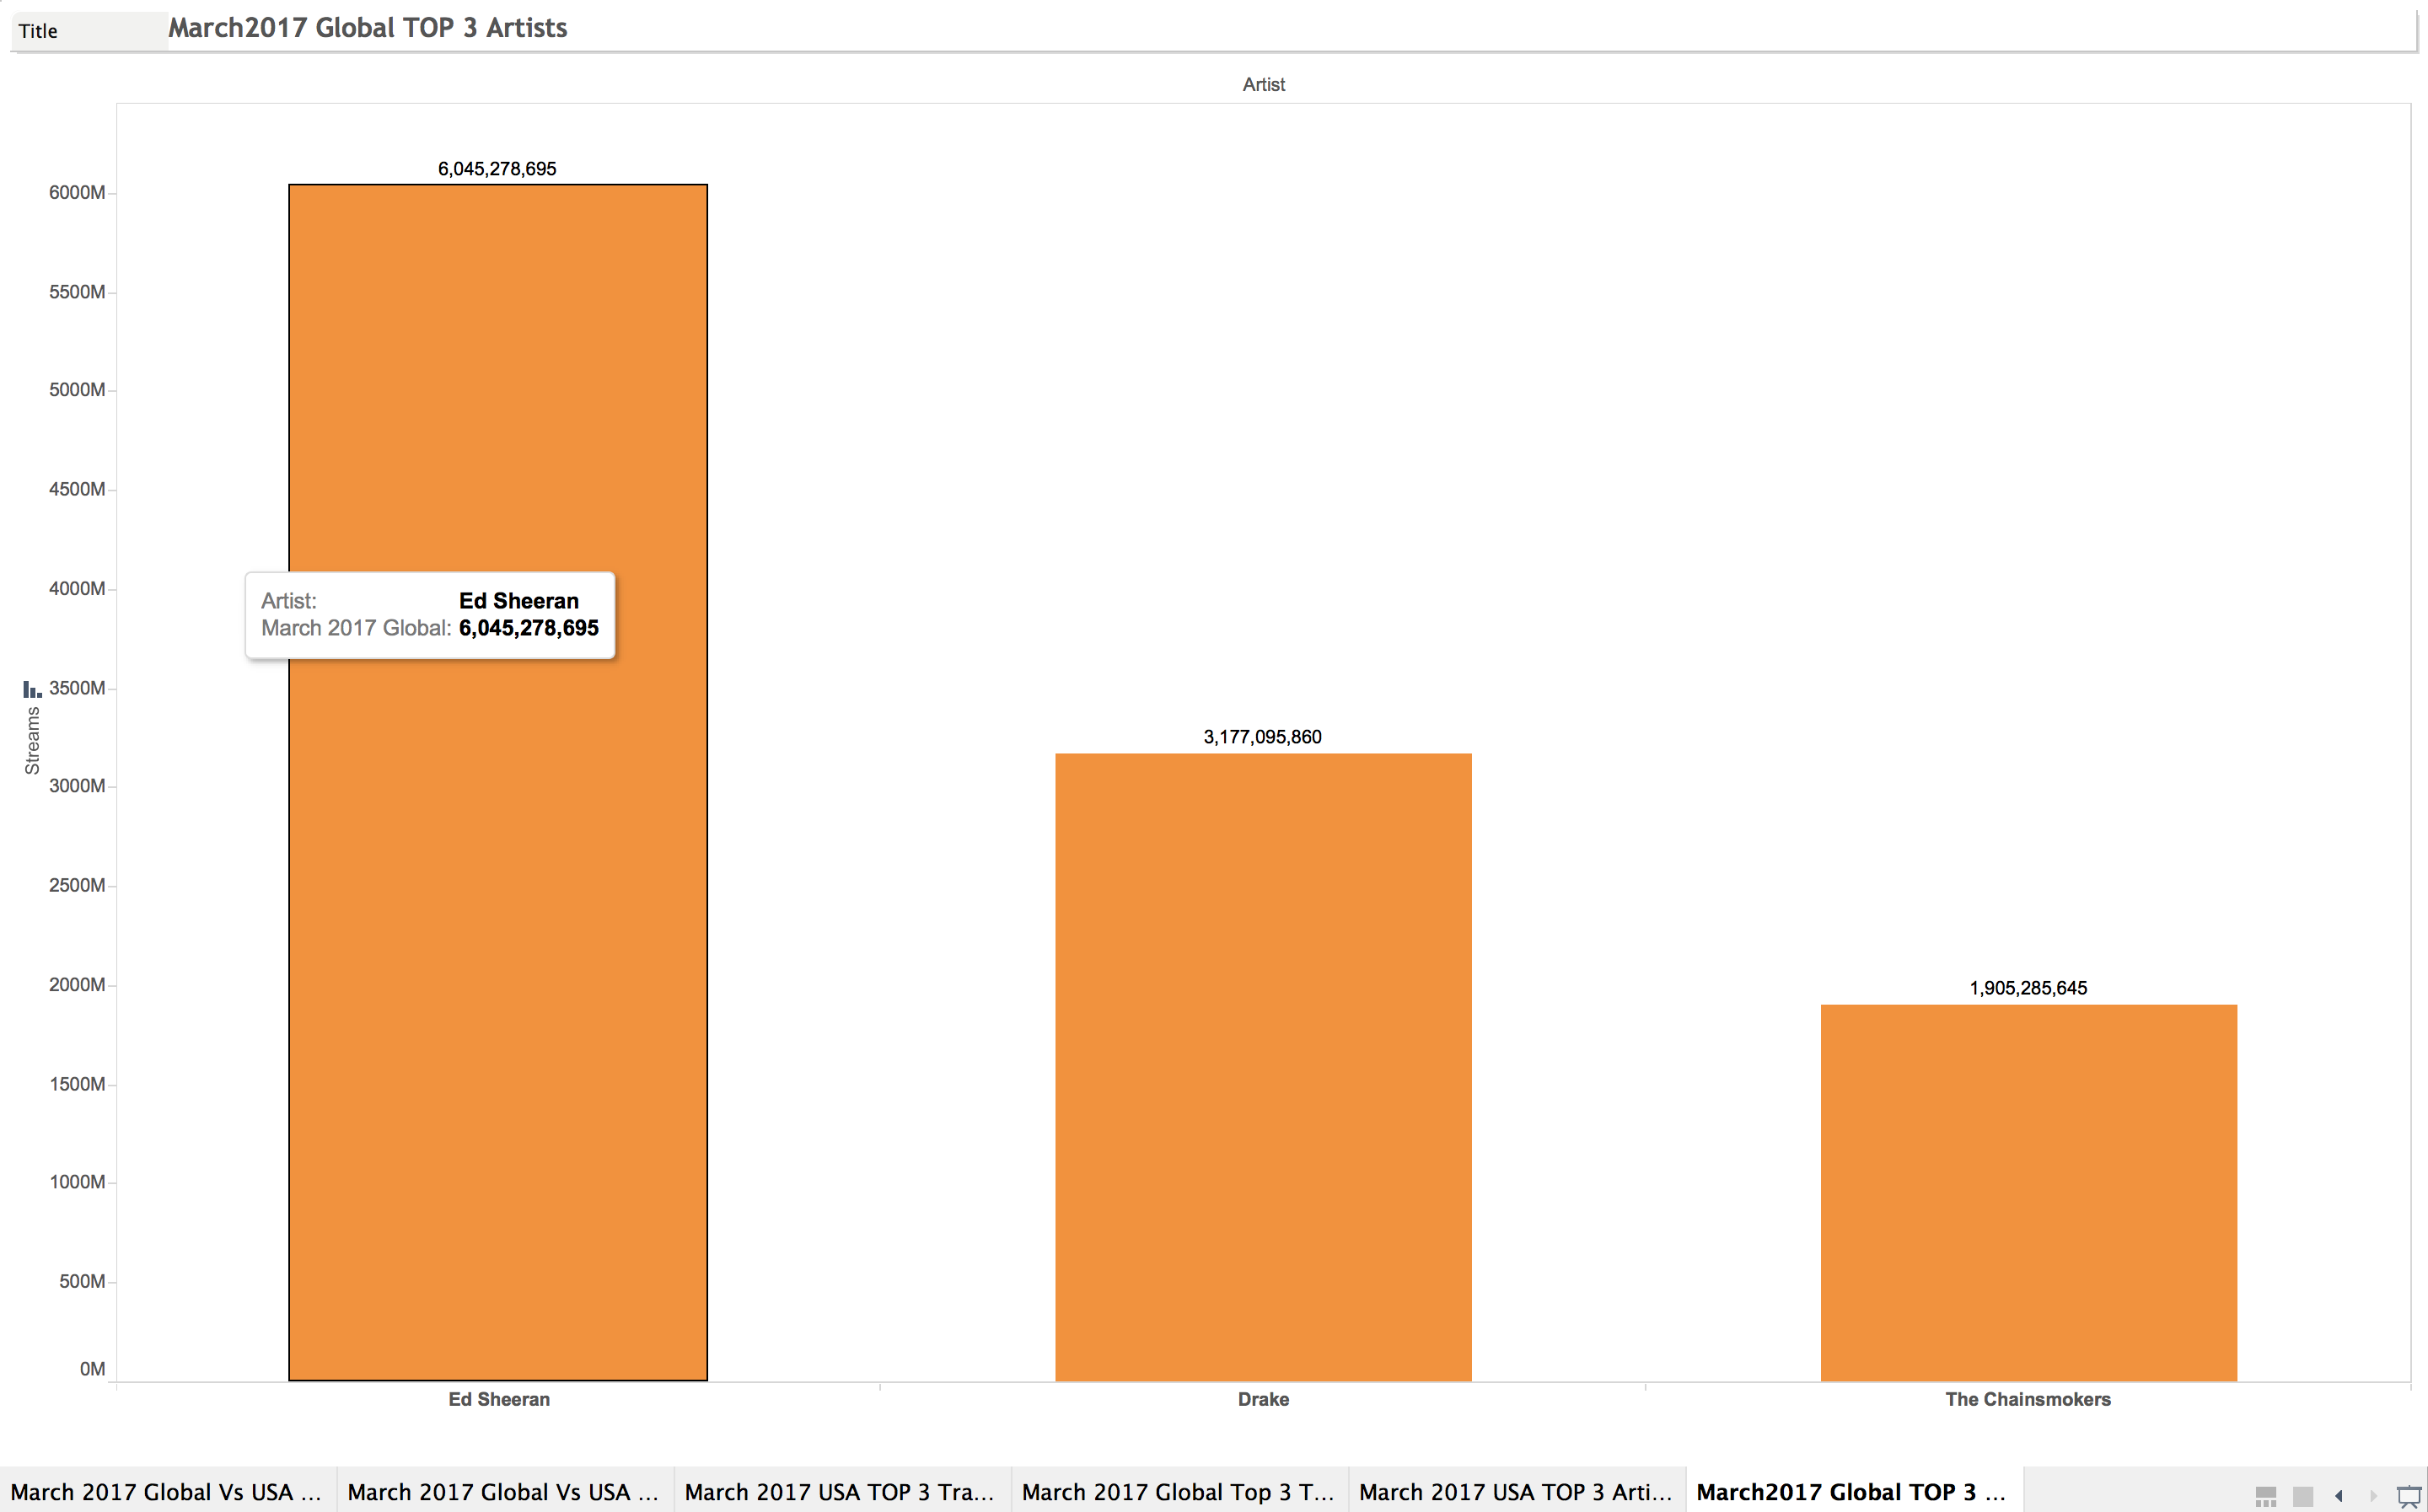 Title
March2017 Global TOP 3 Artists
Artist
6,045,278,695
6000M
5500M
5000M
4500M
4000M
Artist: Ed Sheeran
March 2017 Global: 6,045,278,695
3500M
Streams
3,177,095,860
3000M
2500M
2000M
1,905,285,645
1500M
1000M
500M
0M
Ed Sheeran
Drake
The Chainsmokers
March 2017 Global Vs USA ...
March 2017 Global Vs USA ...
March 2017 USA TOP 3 Tra...
March 2017 Global Top 3 T...
March 2017 USA TOP 3 Arti...
March2017 Global TOP 3 ...